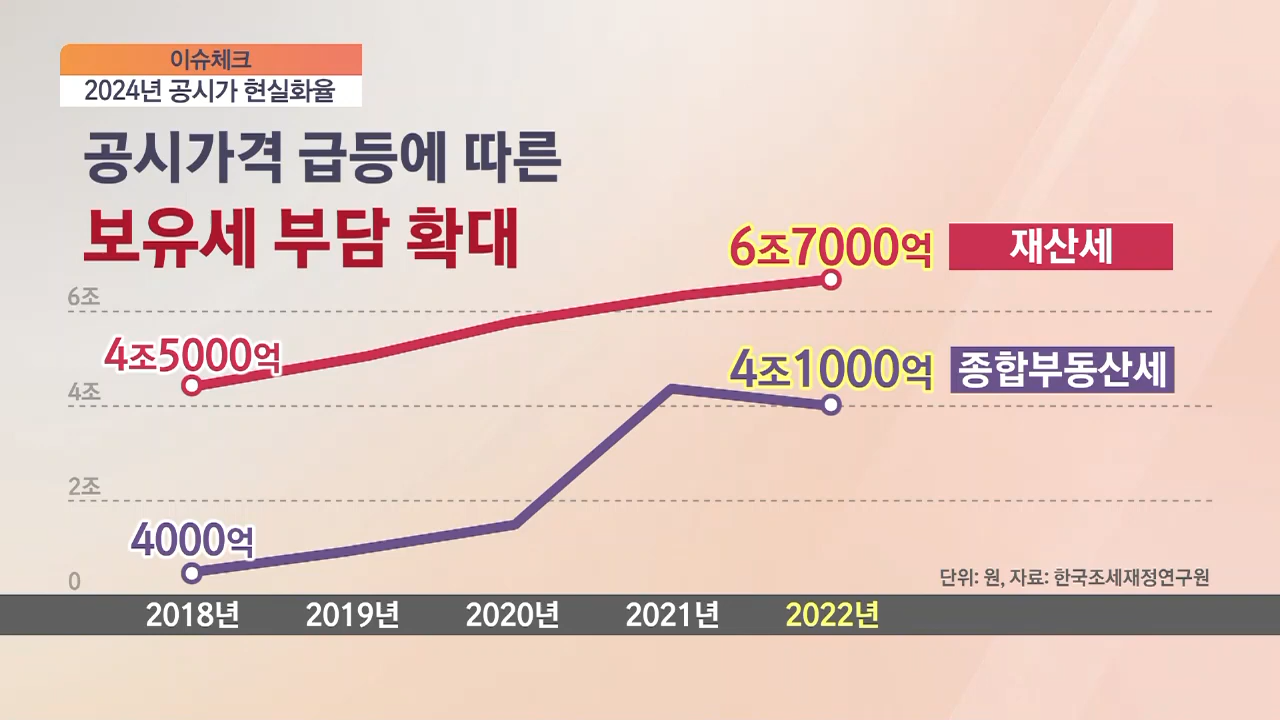 이슈체크
2024년 공시가 현실화율
공시가격 급등에 따른
보유세 부담 확대
6조7000억 재산세
6조
4조5000억
4조1000억 종합부동산세
4조
2조
4000억
0
단위: 원, 자료: 한국조세재정연구원
2018년 2019년 2020년 2021년 2022년